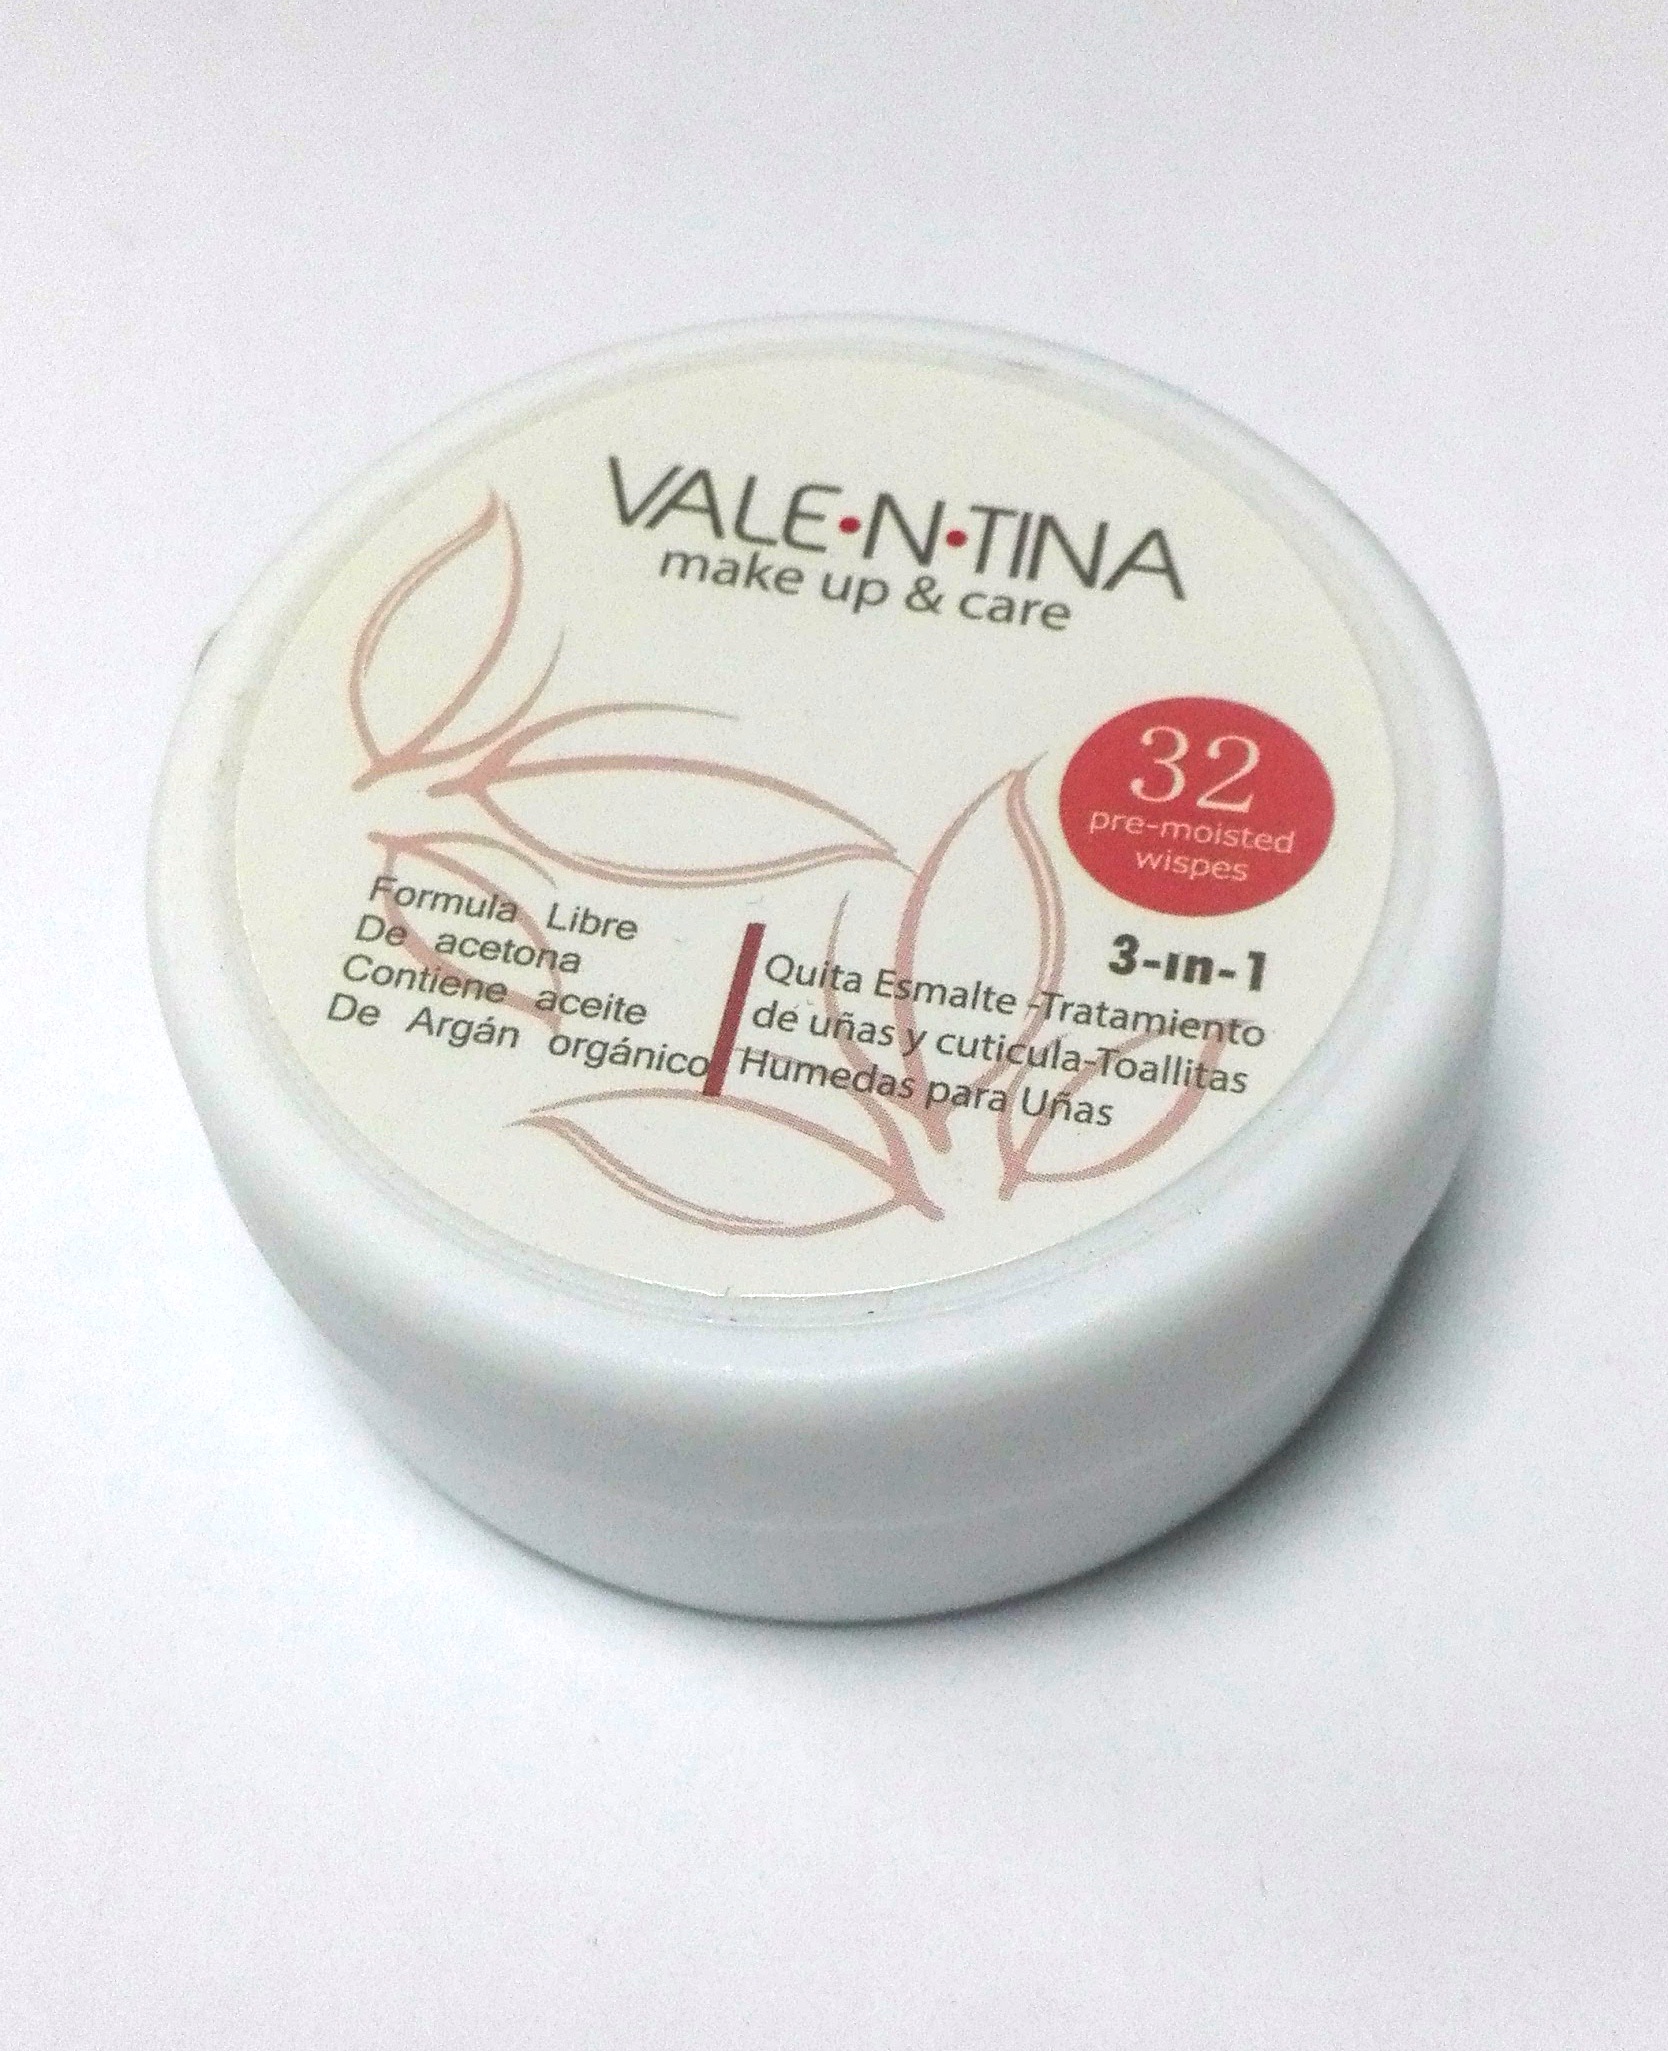 VALE•N•TINA
make up & care
32
pre-moisted
wispes
3-in-1
Formula Libre
De acetona
Contiene aceite
De Argán orgánico
Quita Esmalte -Tratamiento
de uñas y cuticula-Toallitas
Humedas para Uñas